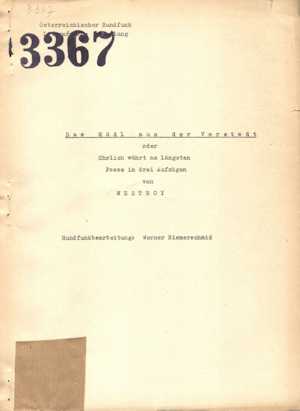 3367
Österreichischer Rundfunk
3367
Das Mädl aus der Vorstadt
oder
Ehrlich währt am längsten
Posse in drei Aufzügen
von
NESTROY
Rundfunkbearbeitung: Werner Riemerschmid